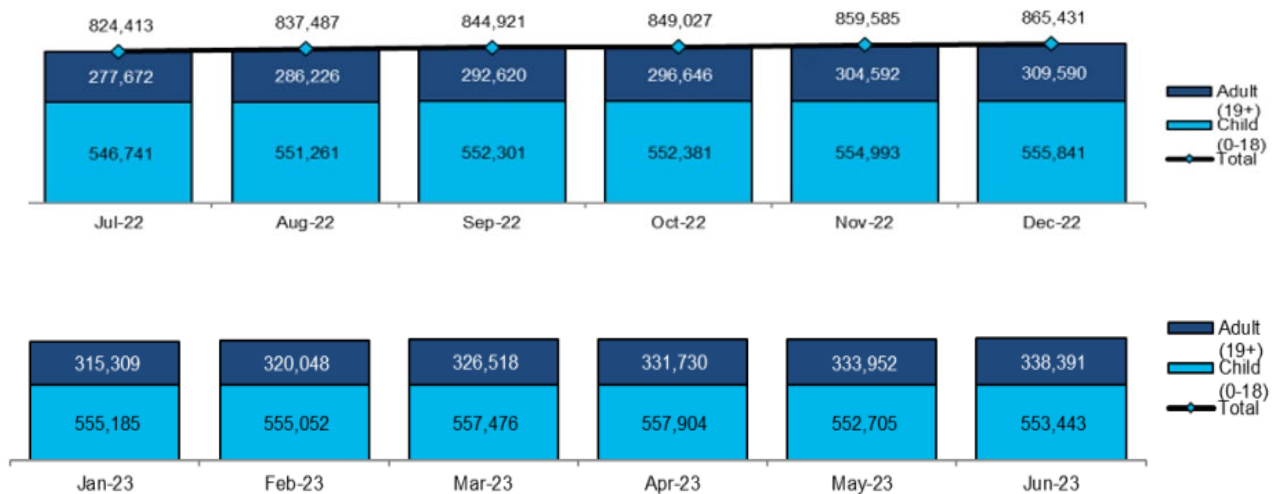 824,413 837,487 844,921 849,027 859,585 865,431
277,672 286,226 292,620 296,646 304,592 309,590
546,741 551,261 552,301 552,381 554,993 555,841
Jul-22 Aug-22 Sep-22 Oct-22 Nov-22 Dec-22
Adult
(19+)
Child
(0-18)
Total
315,309 320,048 326,518 331,730 333,952 338,391
555,185 555,052 557,476 557,904 552,705 553,443
Jan-23 Feb-23 Mar-23 Apr-23 May-23 Jun-23
Adult
(19+)
Child
(0-18)
Total